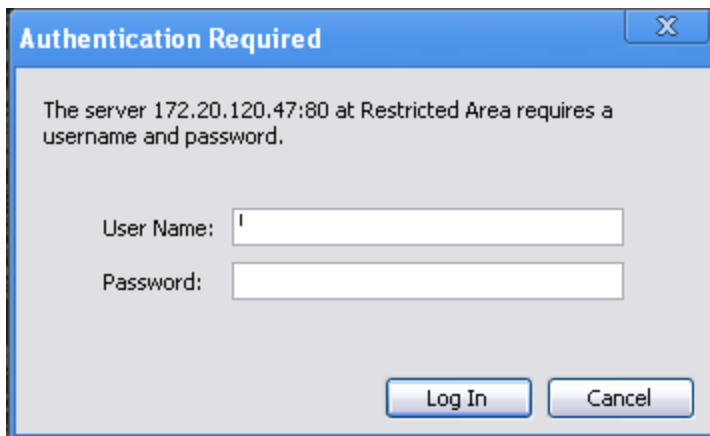 Authentication Required
The server 172.20.120.47:80 at Restricted Area requires a
username and password.
User Name:
Password:
Log In
Cancel